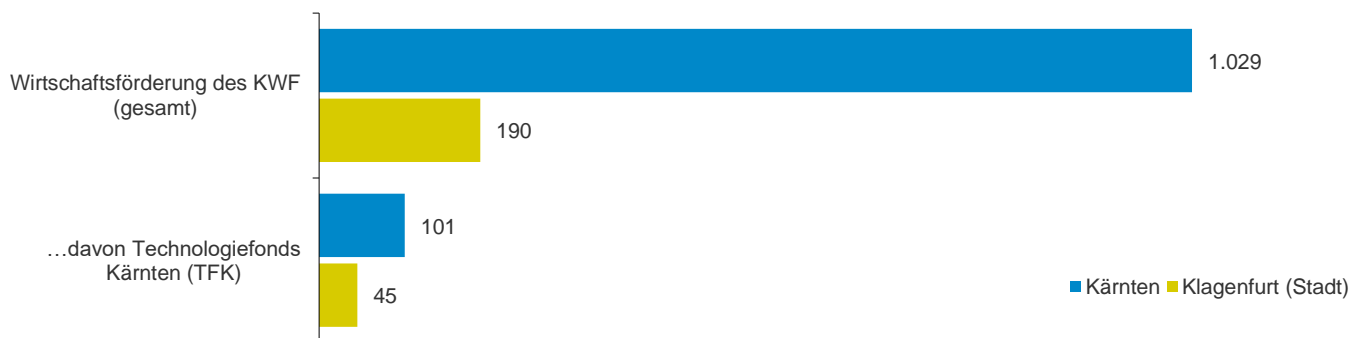 1.029
Wirtschaftsförderung des KWF
(gesamt)
190
101
…davon Technologiefonds
Kärnten (TFK)
45
Kärnten Klagenfurt (Stadt)